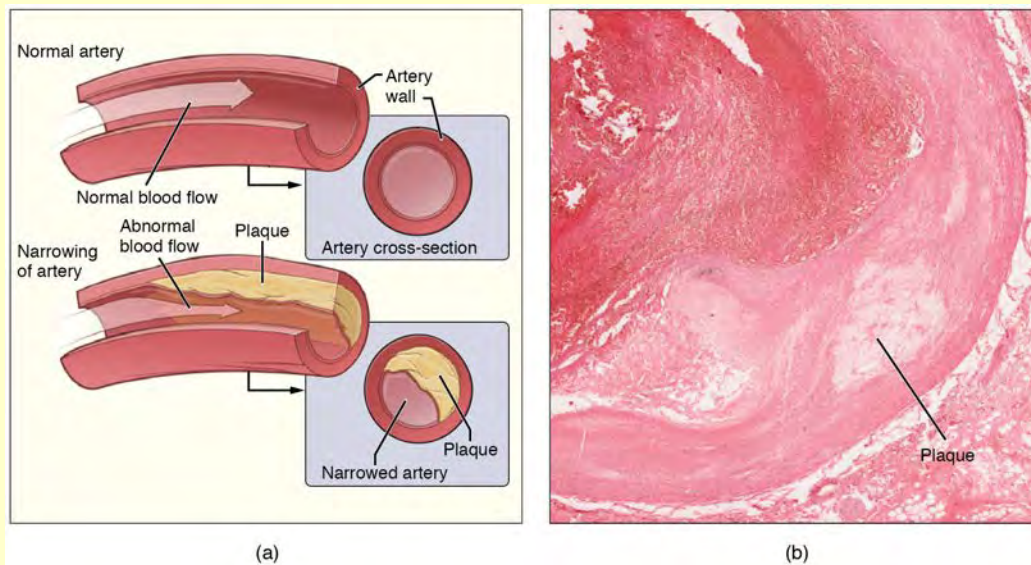 Normal artery
Artery
wall
Normal blood flow
Artery cross-section
Abnormal
blood flow
Plaque
Narrowing
of artery
Plaque
Narrowed artery
Plaque
(a)
(b)